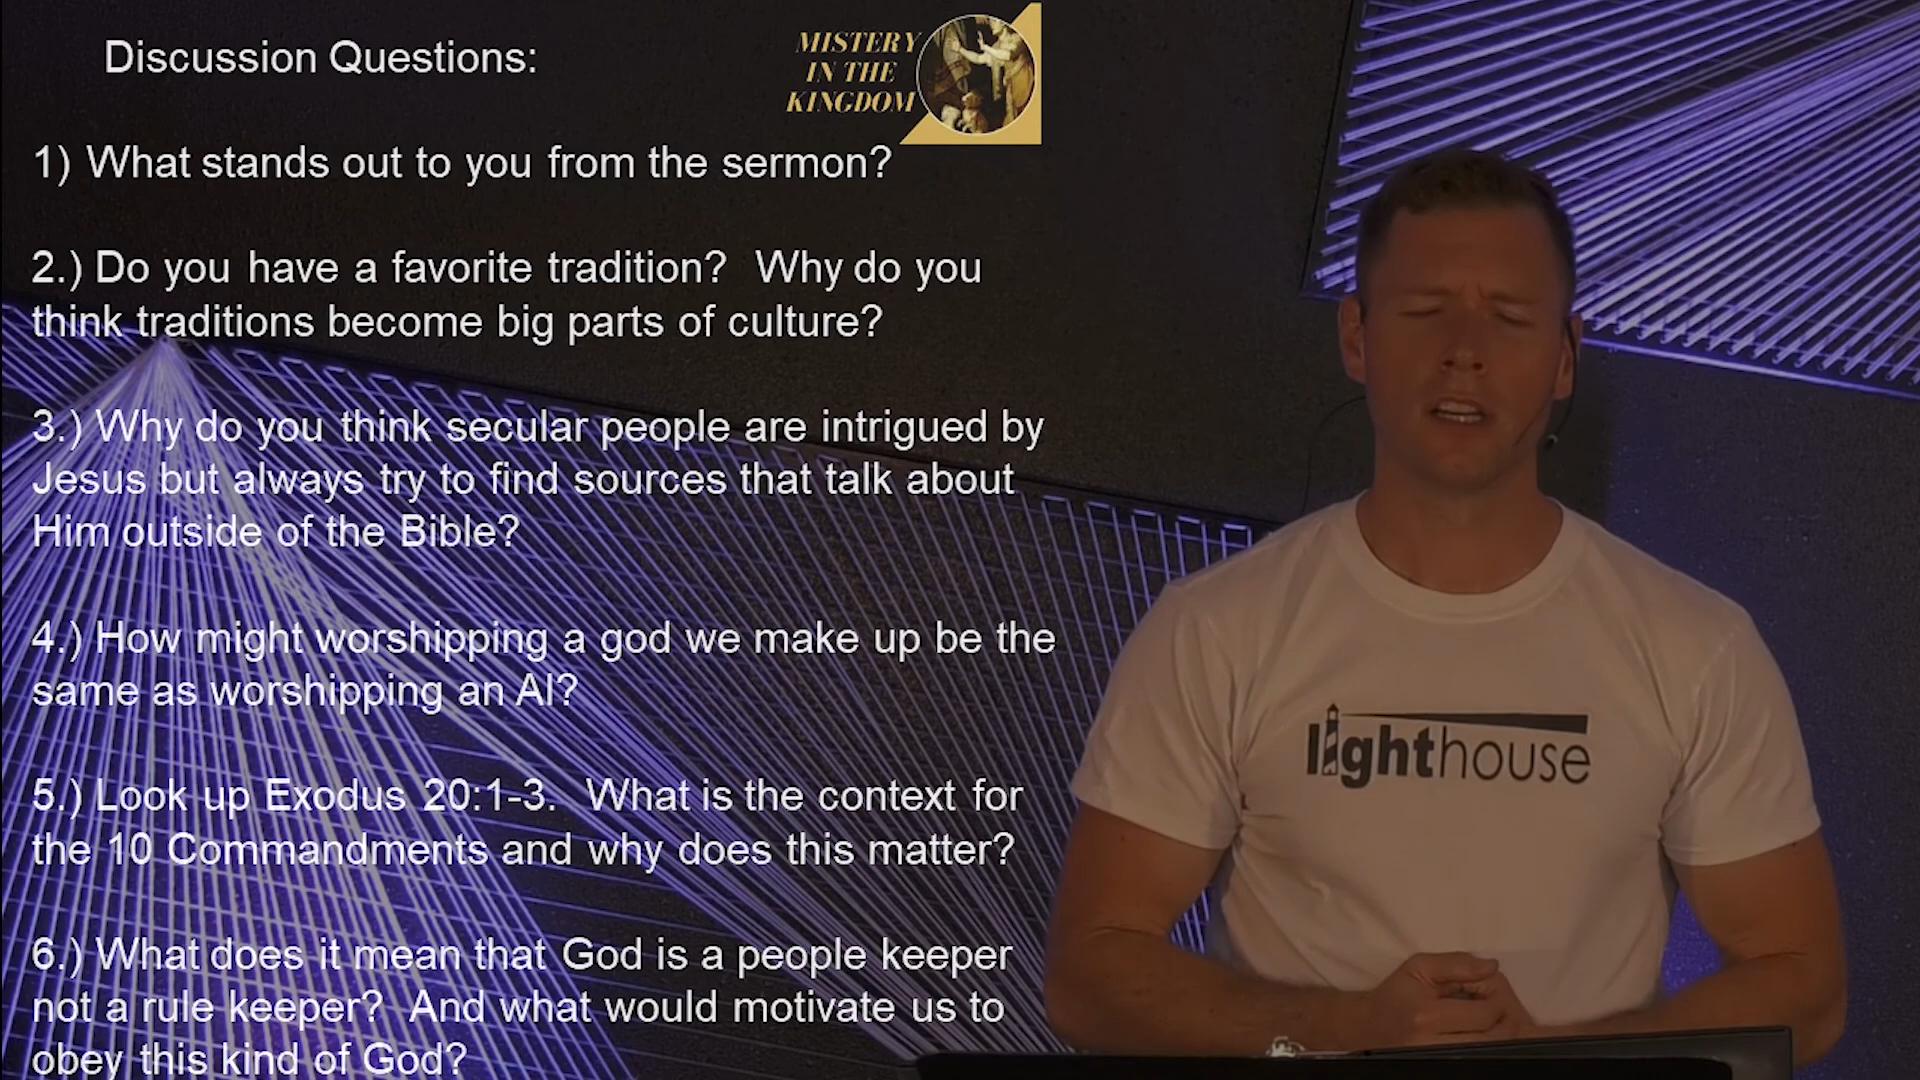 Discussion Questions:
MISTERY
IN THE
KINGDOM
1) What stands out to you from the sermon?
2.) Do you have a favorite tradition? Why do you
think traditions become big parts of culture?
3.) Why do you think secular people are intrigued by
Jesus but always try to find sources that talk about
Him outside of the Bible?
4.) How might worshipping a god we make up be the
same as worshipping an AI?
5.) Look up Exodus 20:1-3. What is the context for
the 10 Commandments and why does this matter?
6.) What does it mean that God is a people keeper
not a rule keeper? And what would motivate us to
obey this kind of God?
lighthouse